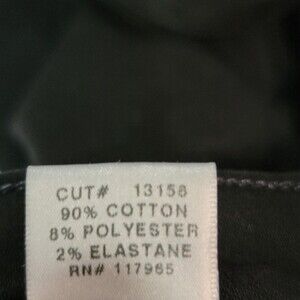 CUT# 13158
90% COTTON
8% POLYESTER
2% ELASTANE
RN# 117965